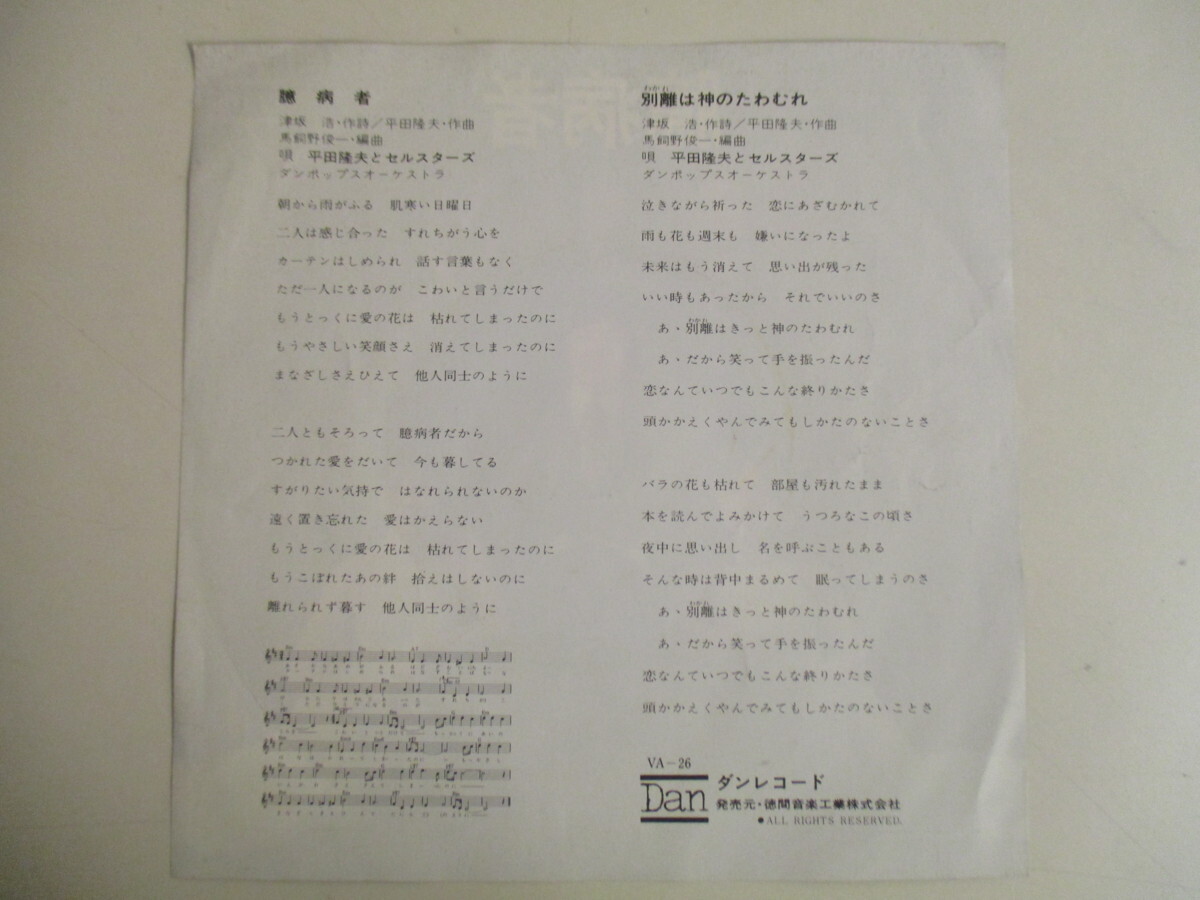 臆病者
津坂 浩・作詩／平田隆夫・作曲
馬飼野俊一・編曲
唄 平田隆夫とセルスターズ
ダンポップスオーケストラ
朝から雨がふる 肌寒い日曜日
二人は感じ合った すれちがう心を
カーテンはしめられ 話す言葉もなく
ただ一人になるのが こわいと言うだけで
もうとっくに愛の花は 枯れてしまったのに
もうやさしい笑顔さえ 消えてしまったのに
まなざしさえひえて 他人同士のように
二人ともそろって 臆病者だから
つかれた愛をだいて 今も暮してる
すがりたい気持で はなれられないのか
遠く置き忘れた 愛はかえらない
もうとっくに愛の花は 枯れてしまったのに
もうこぼれたあの絆 拾えはしないのに
離れられず暮す 他人同士のように
わかれ
別離は神のたわむれ
津坂 浩・作詩／平田隆夫・作曲
馬飼野俊一・編曲
唄 平田隆夫とセルスターズ
ダンポップスオーケストラ
泣きながら祈った 恋にあざむかれて
雨も花も週末も 嫌いになったよ
未来はもう消えて 思い出が残った
いい時もあったから それでいいのさ
わかれ
あゝ別離はきっと神のたわむれ
あゝだから笑って手を振ったんだ
恋なんていつでもこんな終りかたさ
頭かかえくやんでみてもしかたのないことさ
バラの花も枯れて 部屋も汚れたまま
本を読んでよみかけて うつろなこの頃さ
夜中に思い出し 名を呼ぶこともある
そんな時は背中まるめて 眠ってしまうのさ
わかれ
あゝ別離はきっと神のたわむれ
あゝだから笑って手を振ったんだ
恋なんていつでもこんな終りかたさ
頭かかえくやんでみてもしかたのないことさ
VA－26
Dan
ダンレコード
発売元・徳間音楽工業株式会社
●ALL RIGHTS RESERVED.